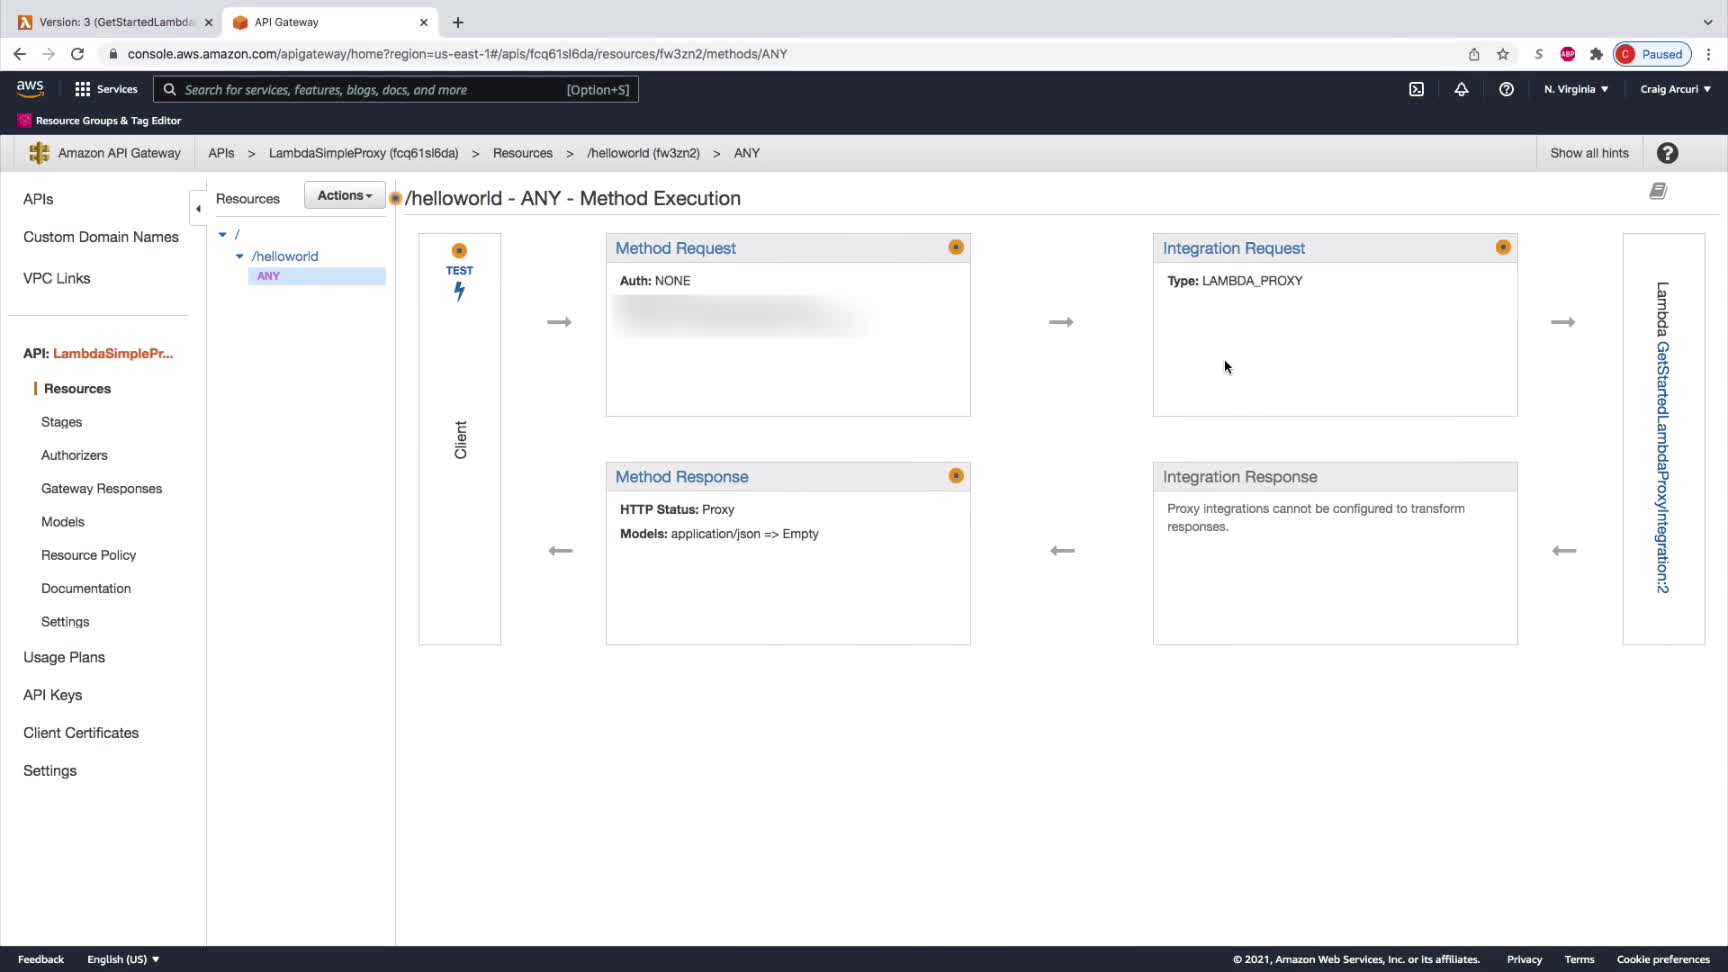 Version: 3 (GetStartedLambda
API Gateway
console.aws.amazon.com/apigateway/home?region=us-east-1#/apis/fcq61sl6da/resources/fw3zn2/methods/ANY
S
ABP
C Paused
aws
Services
Search for services, features, blogs, docs, and more [Option+S]
N. Virginia
Craig Arcuri
Resource Groups & Tag Editor
Amazon API Gateway
APIs > LambdaSimpleProxy (fcq61sl6da) > Resources > /helloworld (fw3zn2) > ANY
Show all hints
APIs
Custom Domain Names
VPC Links
API: LambdaSimplePr...
Resources
Stages
Authorizers
Gateway Responses
Models
Resource Policy
Documentation
Settings
Usage Plans
API Keys
Client Certificates
Settings
Resources
Actions
/
/helloworld
ANY
/helloworld - ANY - Method Execution
TEST
Client
Method Request
Auth: NONE
Integration Request
Type: LAMBDA_PROXY
Method Response
HTTP Status: Proxy
Models: application/json => Empty
Integration Response
Proxy integrations cannot be configured to transform
responses.
Lambda GetStartedLambdaProxyIntegration:2
Feedback
English (US)
© 2021, Amazon Web Services, Inc. or its affiliates.
Privacy
Terms
Cookie preferences